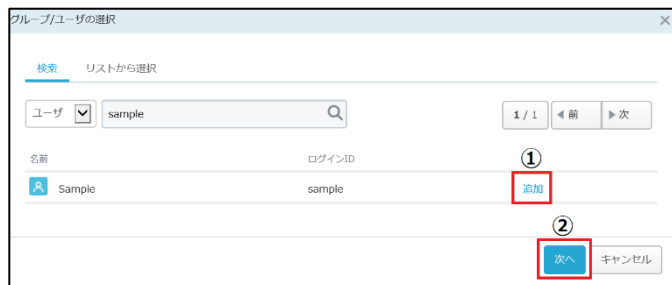 グループ/ユーザの選択 ×
検索 リストから選択
ユーザ sample 1 / 1 ◀前 ▶次
名前 ログインID ①
Sample sample 追加
②
次へ キャンセル